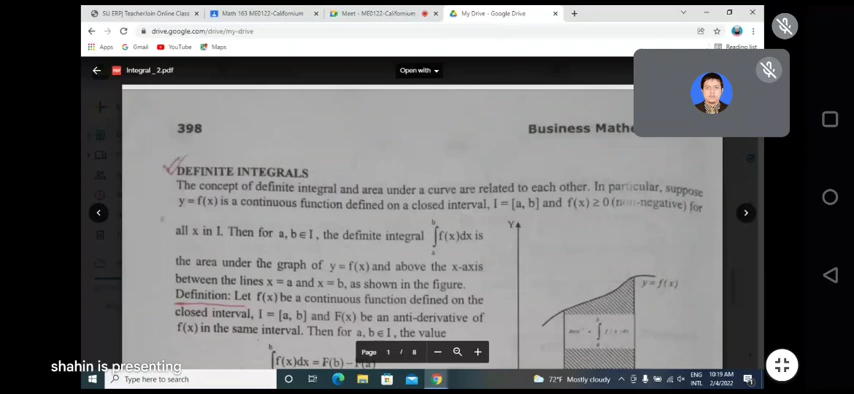 SU ERP| Teacher|Join Online Class
Math 163 ME0122-Californium
Meet - ME0122-Californium
My Drive - Google Drive
drive.google.com/drive/my-drive
Apps Gmail YouTube Maps Reading list
Integral _ 2.pdf
Open with
398 Business Mathe
DEFINITE INTEGRALS
The concept of definite integral and area under a curve are related to each other. In particular, suppose
y = f(x) is a continuous function defined on a closed interval, I = [a, b] and f(x) ≥ 0 (non-negative) for
all x in I. Then for a, b ∈ I, the definite integral ∫ₐᵇ f(x)dx is
the area under the graph of y = f(x) and above the x-axis
between the lines x = a and x = b, as shown in the figure.
Definition: Let f(x) be a continuous function defined on the
closed interval, I = [a, b] and F(x) be an anti-derivative of
f(x) in the same interval. Then for a, b ∈ I, the value
b
∫f(x)dx = F(b) – F(a)
Y
y = f(x)
Page 1 / 8
shahin is presenting
Type here to search
72°F Mostly cloudy
ENG
INTL
10:19 AM
2/4/2022